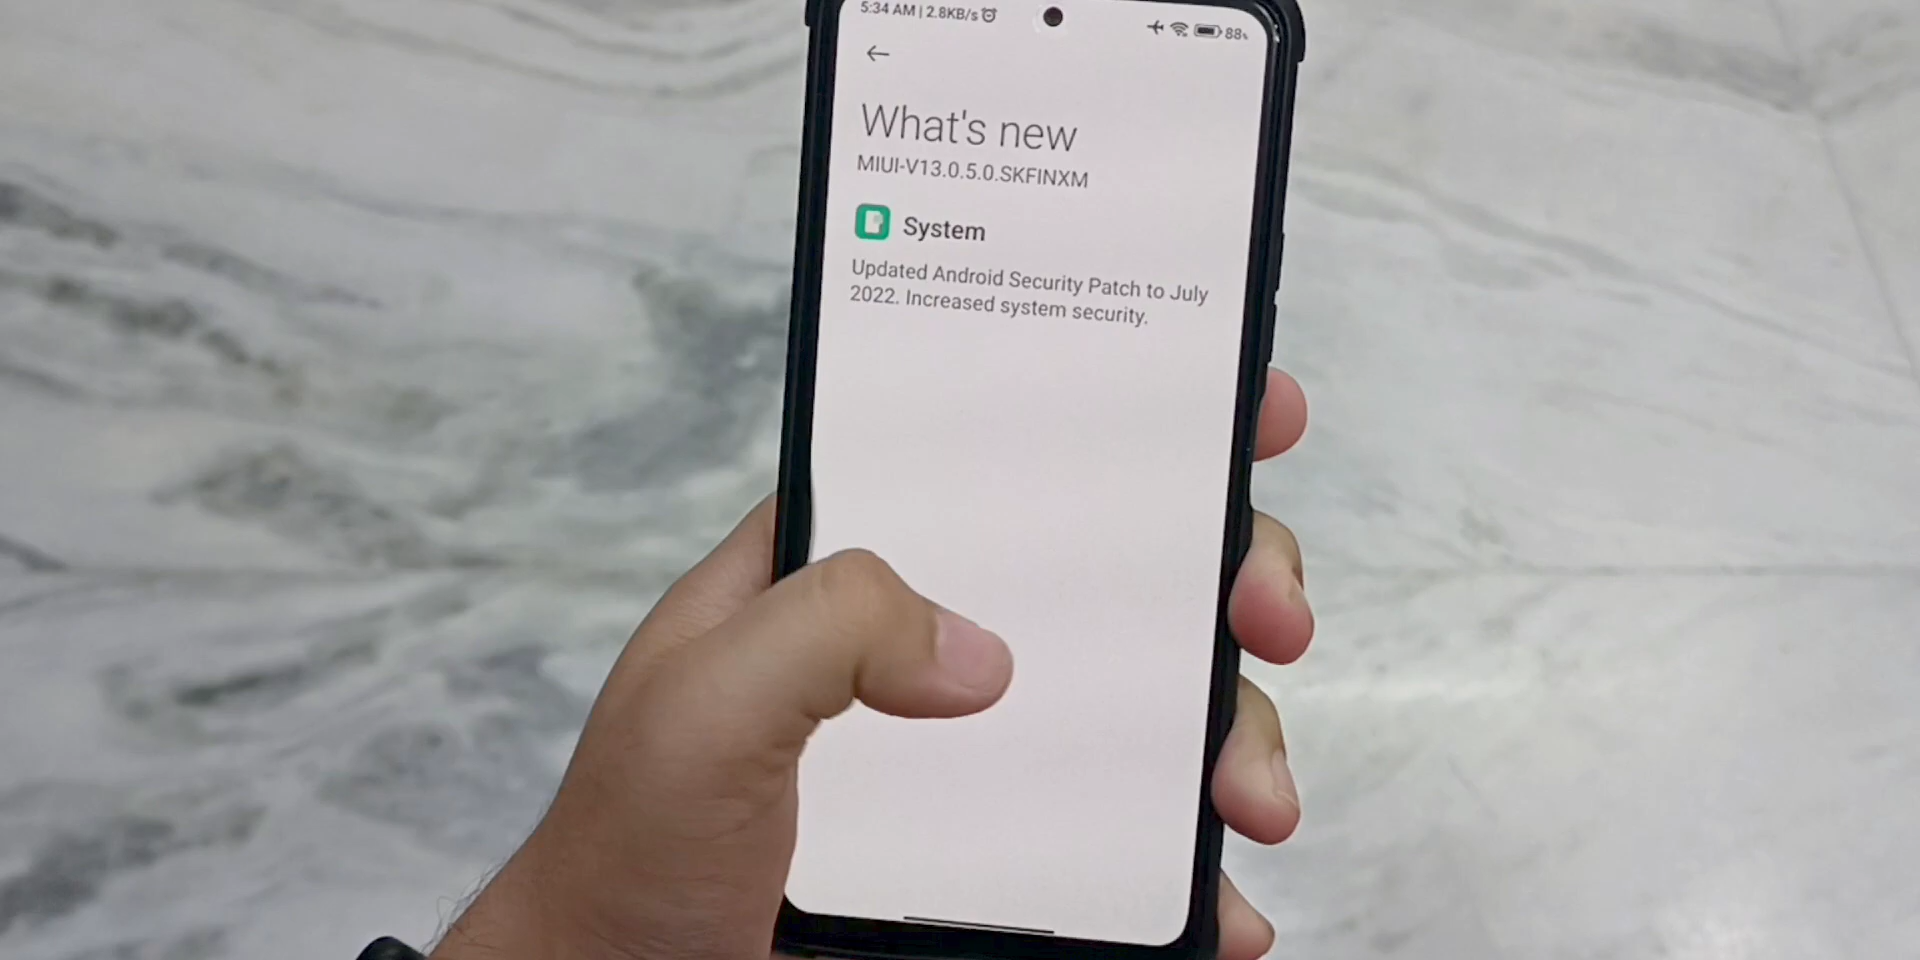 5:34 AM | 2.8KB/s
88%
What's new
MIUI-V13.0.5.0.SKFINXM
System
Updated Android Security Patch to July
2022. Increased system security.